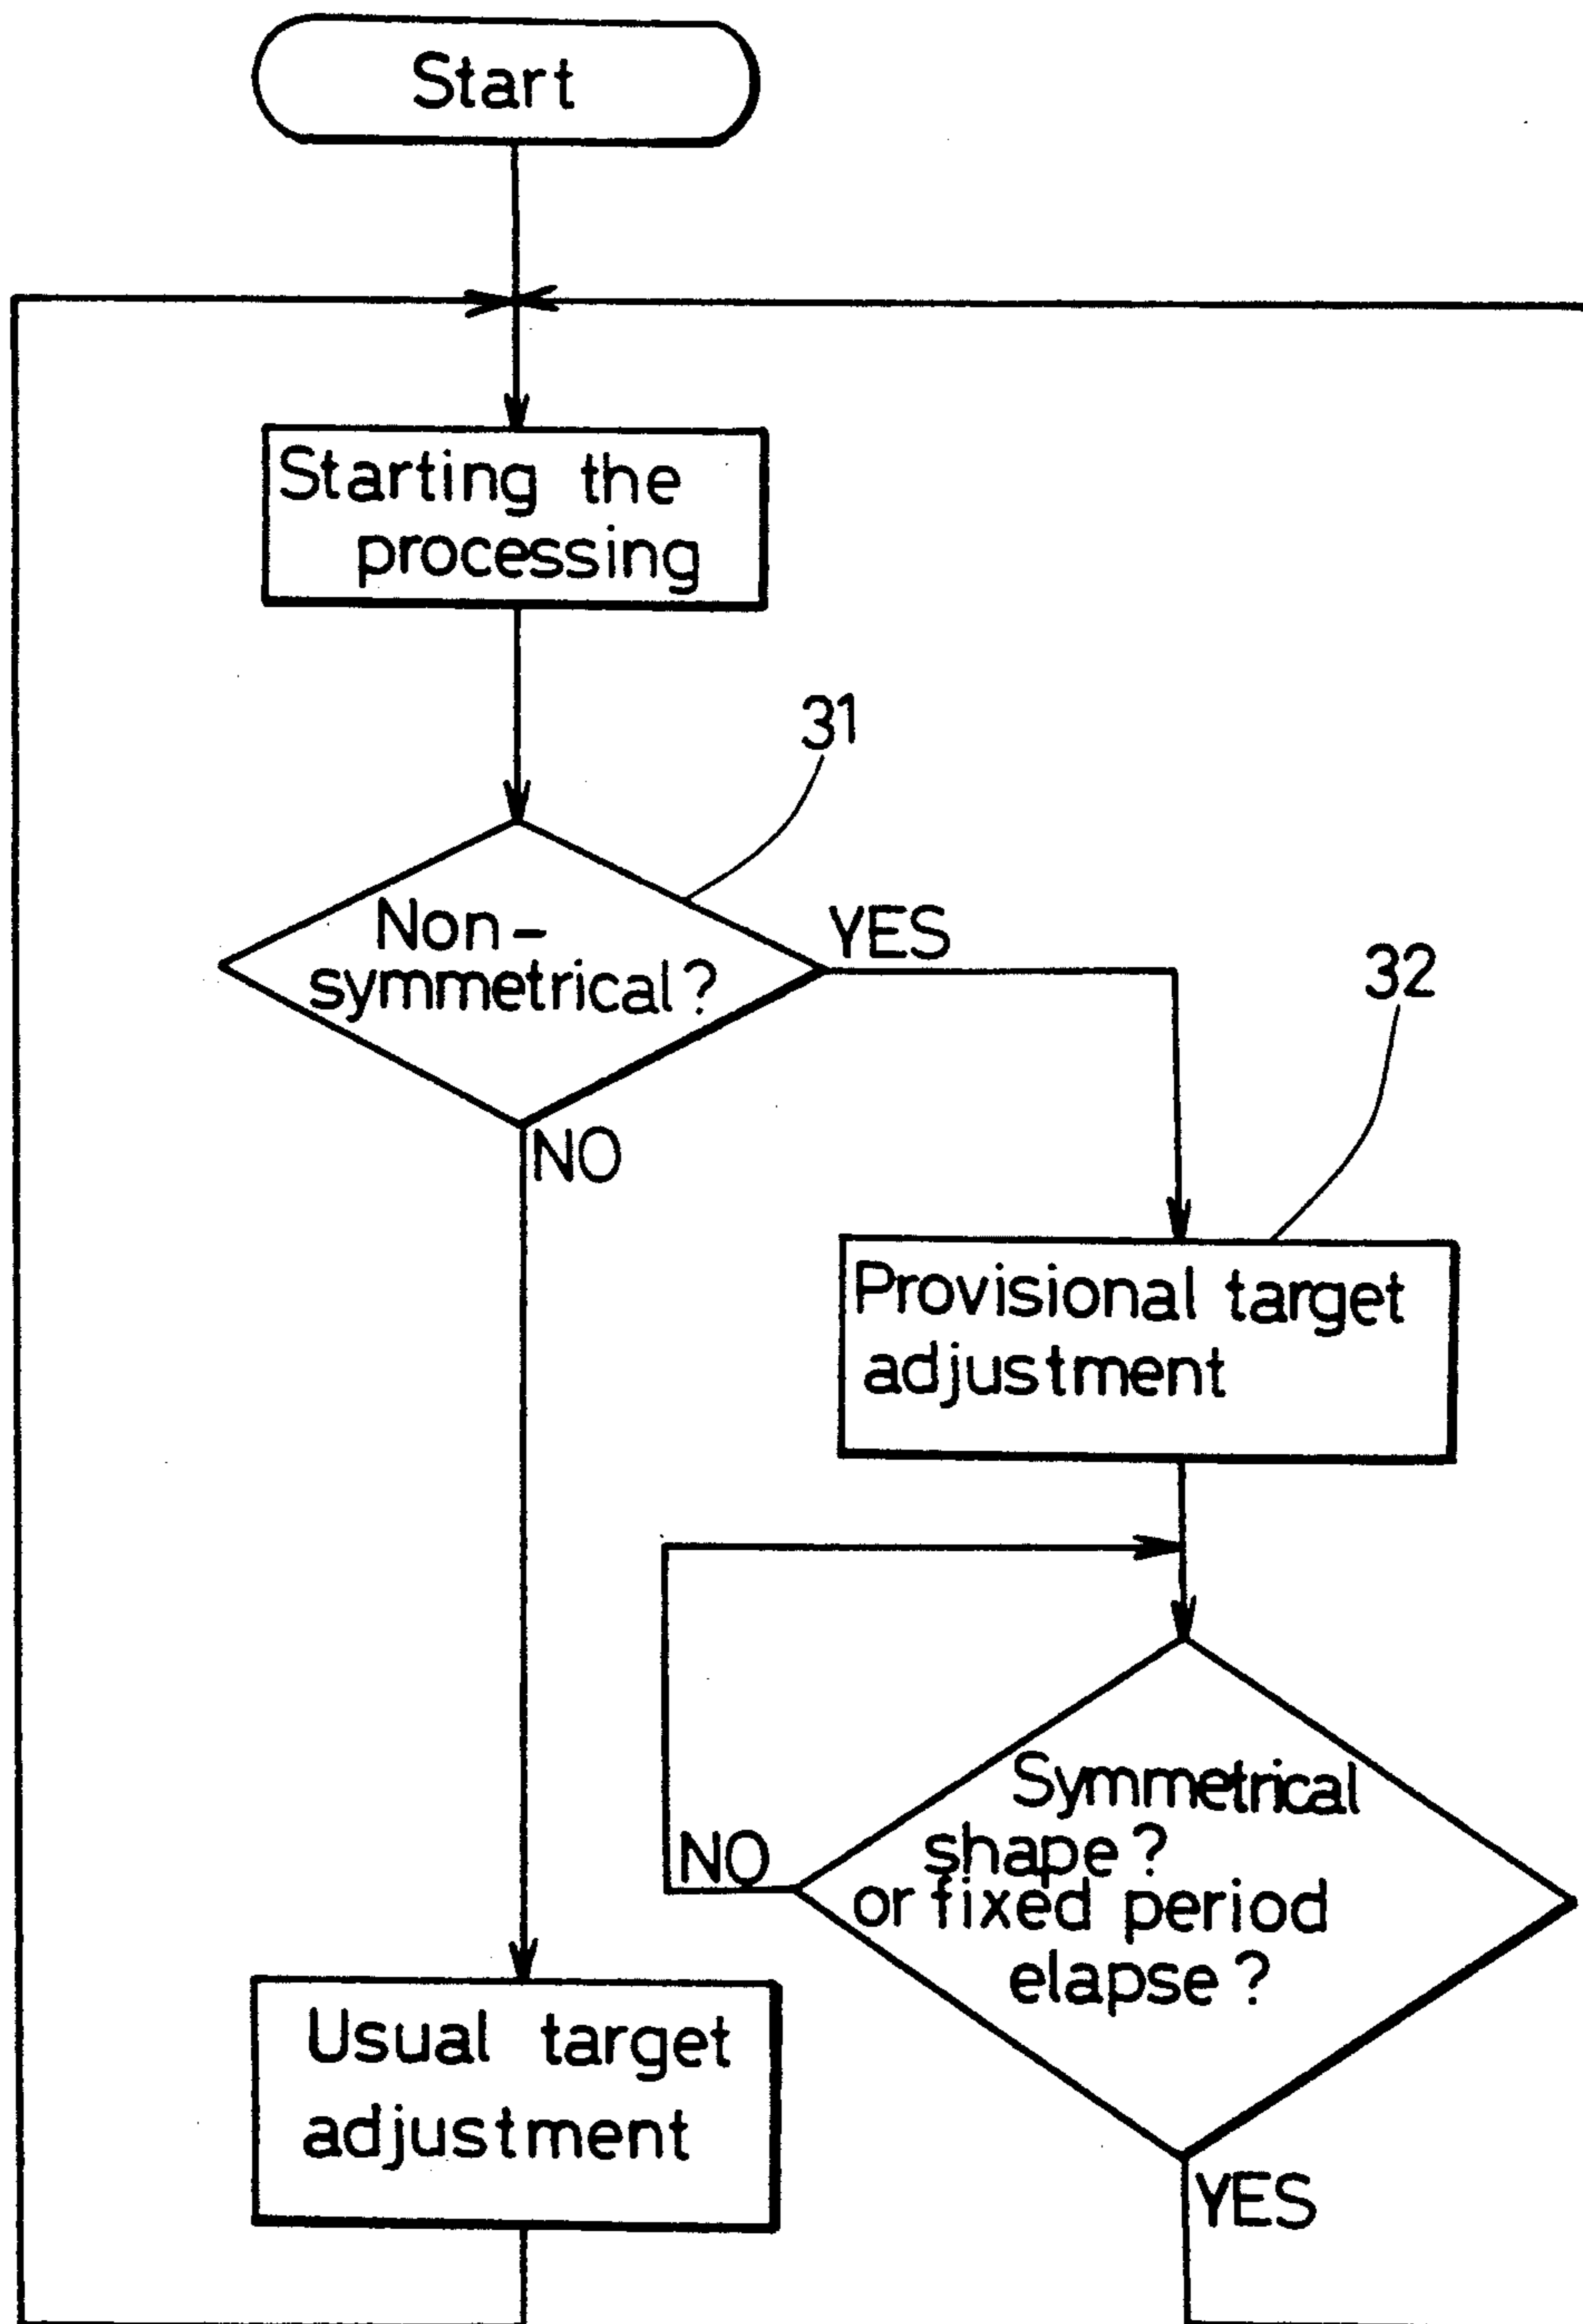 Start
Starting the
processing
31
Non-
symmetrical?
YES
32
NO
Provisional target
adjustment
Symmetrical
shape?
NO
or fixed period
elapse?
Usual target
adjustment
YES